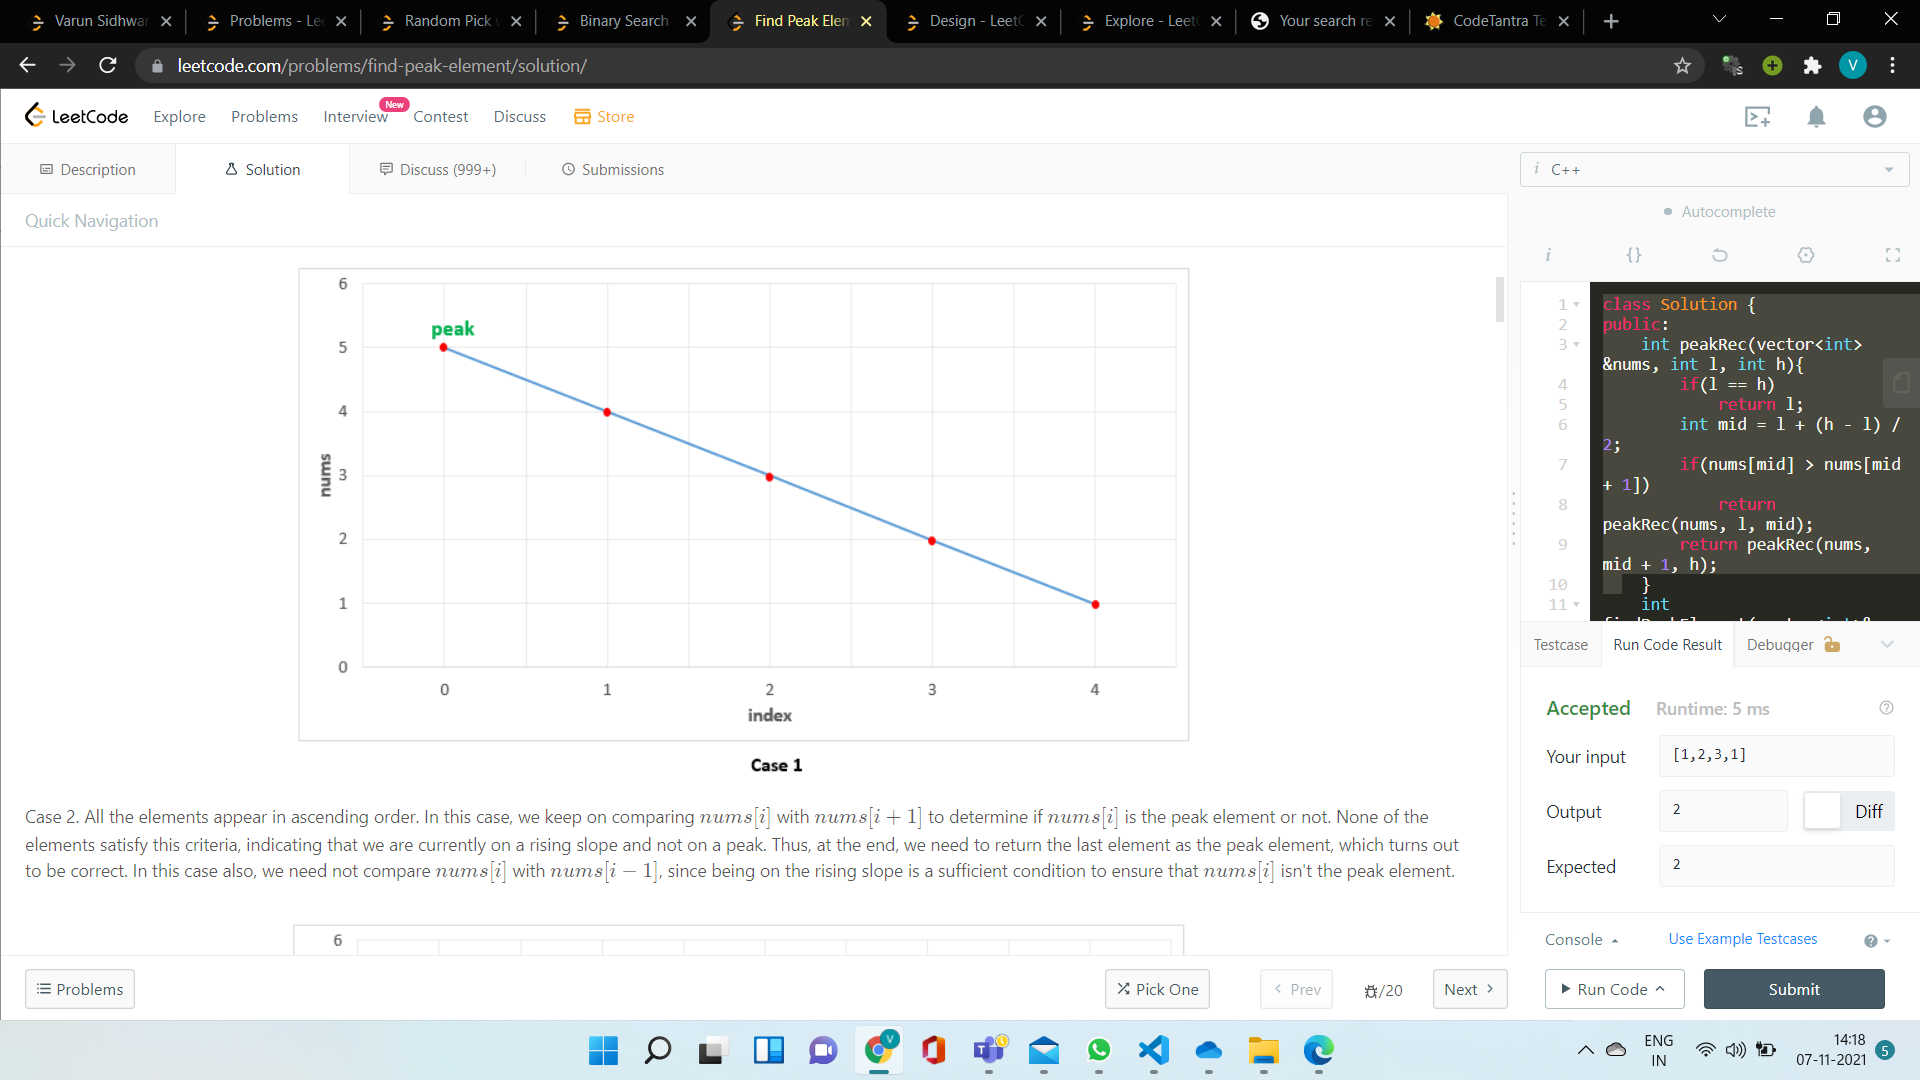 Varun Sidhwar
Problems - Lee
Random Pick w
Binary Search
Find Peak Elem
Design - LeetC
Explore - Leet
Your search re
CodeTantra Te
leetcode.com/problems/find-peak-element/solution/
V
LeetCode
Explore
Problems
Interview
New
Contest
Discuss
Store
Description
Solution
Discuss (999+)
Submissions
i C++
Quick Navigation
Autocomplete
i {}
6
peak
5
4
nums
3
2
1
0
0 1 2 3 4
index
Case 1
Case 2. All the elements appear in ascending order. In this case, we keep on comparing nums[i] with nums[i + 1] to determine if nums[i] is the peak element or not. None of the
elements satisfy this criteria, indicating that we are currently on a rising slope and not on a peak. Thus, at the end, we need to return the last element as the peak element, which turns out
to be correct. In this case also, we need not compare nums[i] with nums[i − 1], since being on the rising slope is a sufficient condition to ensure that nums[i] isn't the peak element.
6
1 class Solution {
2 public:
3 int peakRec(vector<int>
&nums, int l, int h){
4 if(l == h)
5 return l;
6 int mid = l + (h - l) /
2;
7 if(nums[mid] > nums[mid
+ 1])
8 return
peakRec(nums, l, mid);
9 return peakRec(nums,
mid + 1, h);
10 }
11 int
Testcase
Run Code Result
Debugger
Accepted Runtime: 5 ms
Your input [1,2,3,1]
Output 2 Diff
Expected 2
Console
Use Example Testcases
Problems
Pick One
Prev
/20
Next
Run Code
Submit
V
ENG
IN
14:18
07-11-2021
5